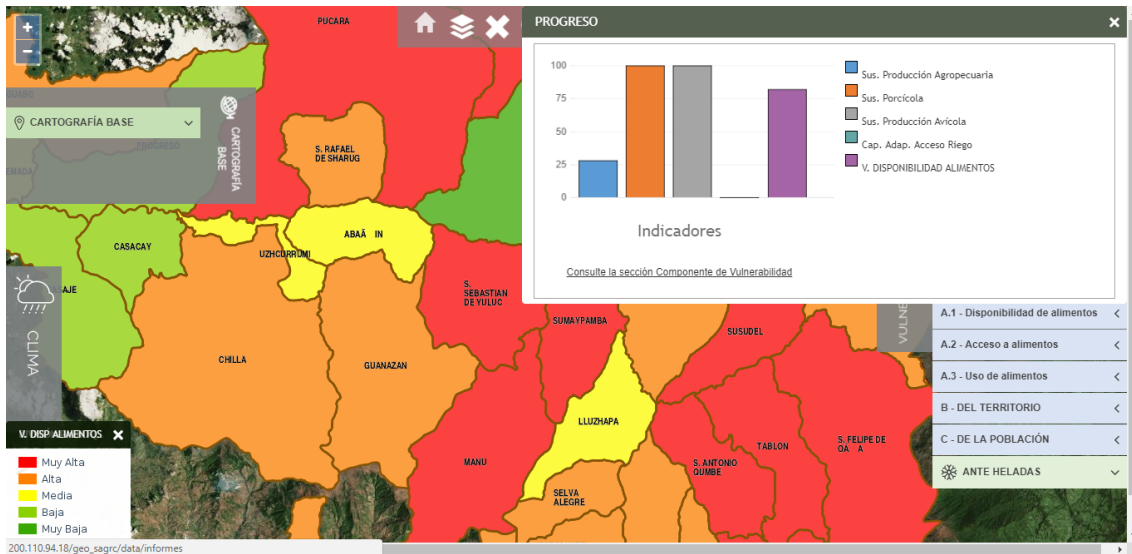 +
−
PUCARA
PROGRESO
100
75
50
25
0
Sus. Producción Agropecuaria
Sus. Porcícola
Sus. Producción Avícola
Cap. Adap. Acceso Riego
V. DISPONIBILIDAD ALIMENTOS
Indicadores
Consulte la sección Componente de Vulnerabilidad
CARTOGRAFÍA BASE
CARTOGRAFÍA
BASE
PROGRESO
S. RAFAEL
DE SHARUG
CASACAY
UZHCURRUMI
ABAÃ IN
S.
SEBASTIAN
DE YULUC
CLIMA
CHILLA
GUANAZAN
SUMAYPAMBA
SUSUDEL
LLUZHAPA
MANU
S. ANTONIO
QUMBE
TABLON
S. FELIPE DE
OA A
SELVA
ALEGRE
A.1 - Disponibilidad de alimentos
A.2 - Acceso a alimentos
A.3 - Uso de alimentos
B - DEL TERRITORIO
C - DE LA POBLACIÓN
ANTE HELADAS
V. DISP ALIMENTOS
Muy Alta
Alta
Media
Baja
Muy Baja
200.110.94.18/geo_sagrc/data/informes